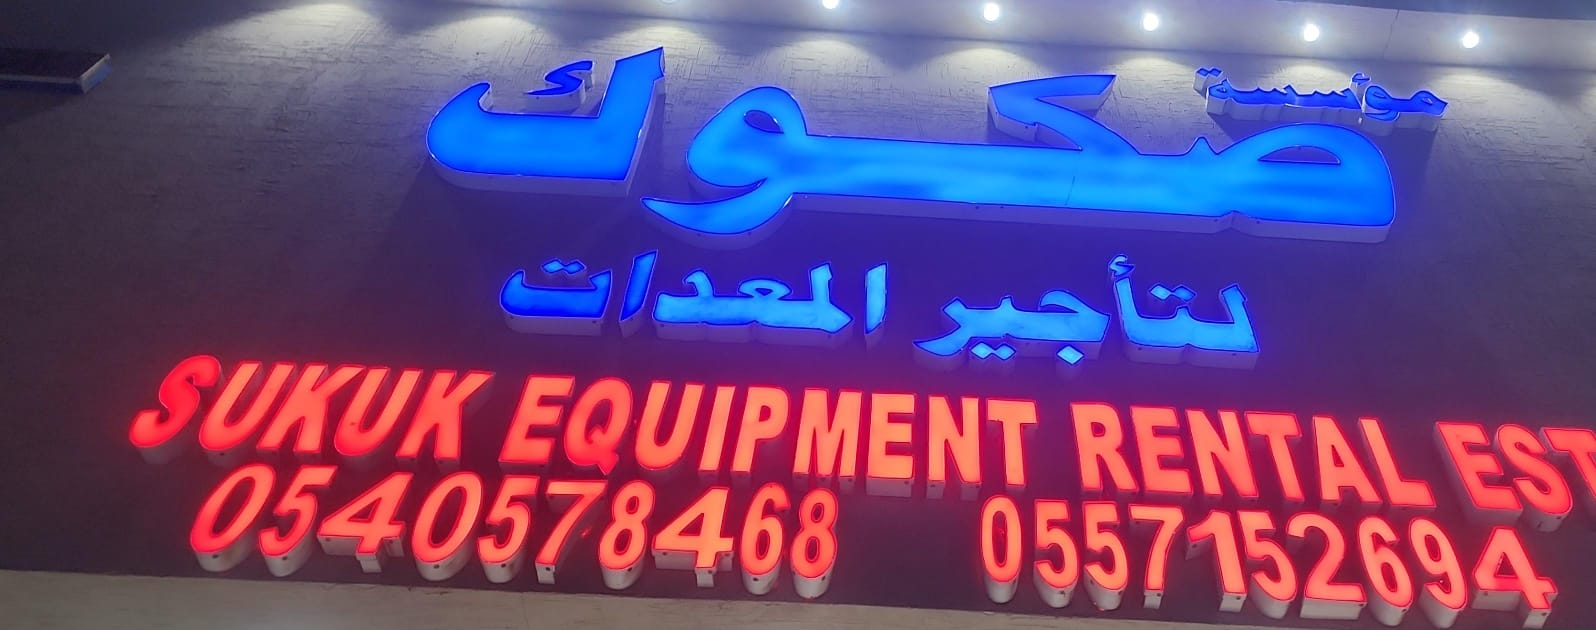 مؤسسة
صكوك
لتأجير المعدات
SUKUK EQUIPMENT RENTAL EST
0540578468 0557152694